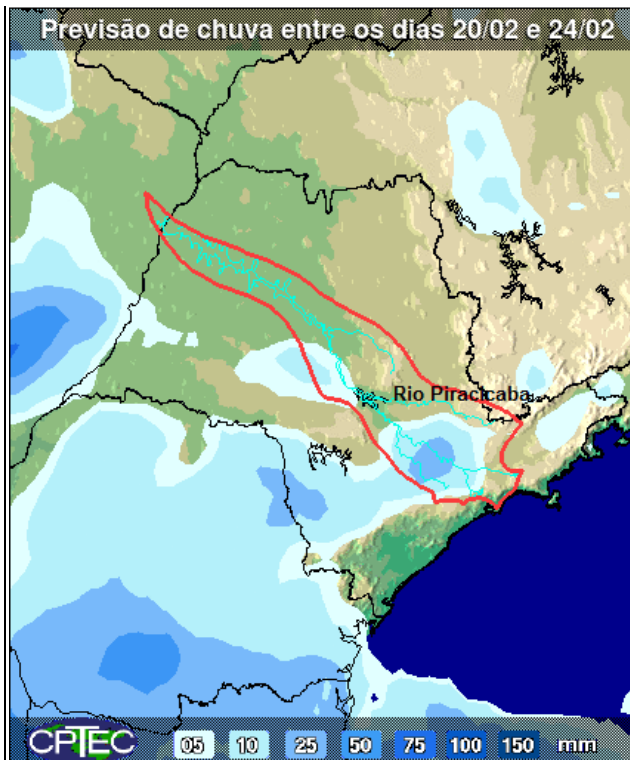 Previsão de chuva entre os dias 20/02 e 24/02
Rio Piracicaba
CPTEC 05 10 25 50 75 100 150 mm